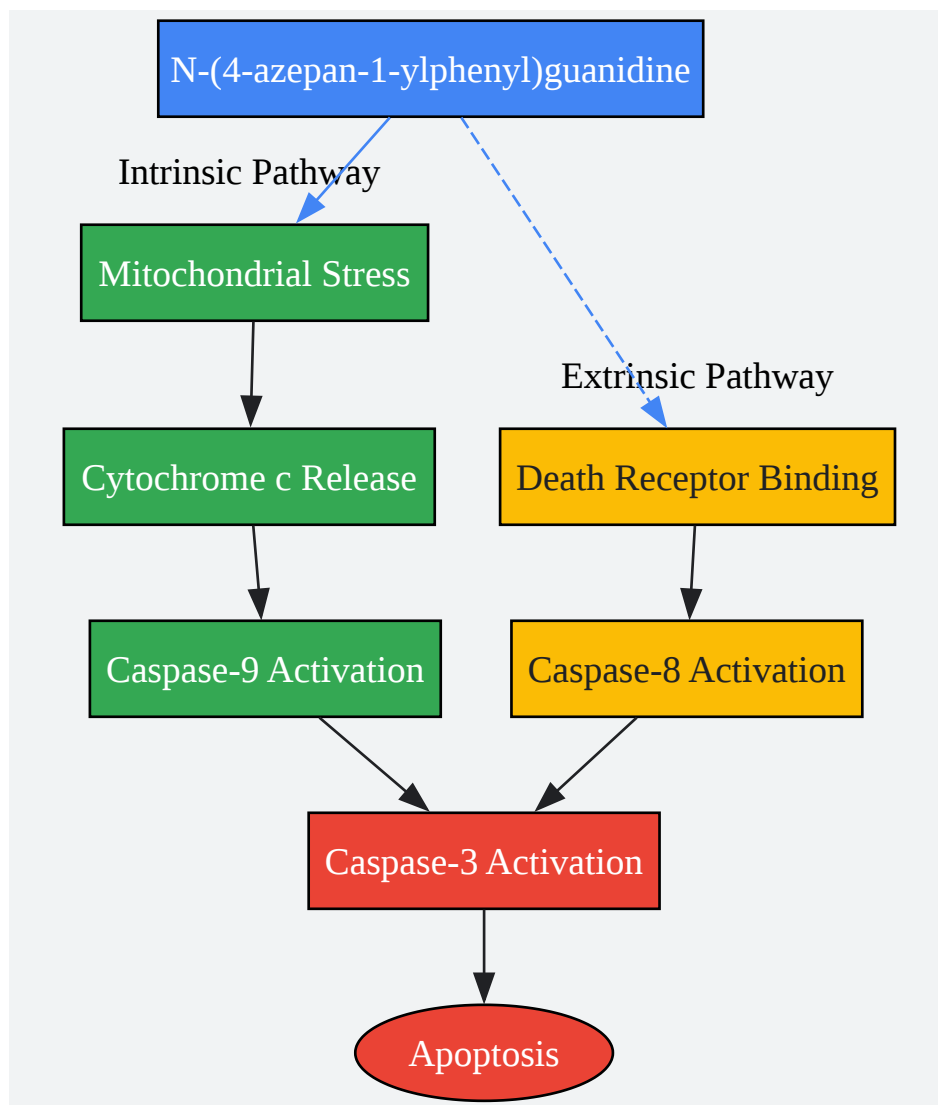 N-(4-azepan-1-ylphenyl)guanidine
Intrinsic Pathway
Mitochondrial Stress
Extrinsic Pathway
Cytochrome c Release
Death Receptor Binding
Caspase-9 Activation
Caspase-8 Activation
Caspase-3 Activation
Apoptosis